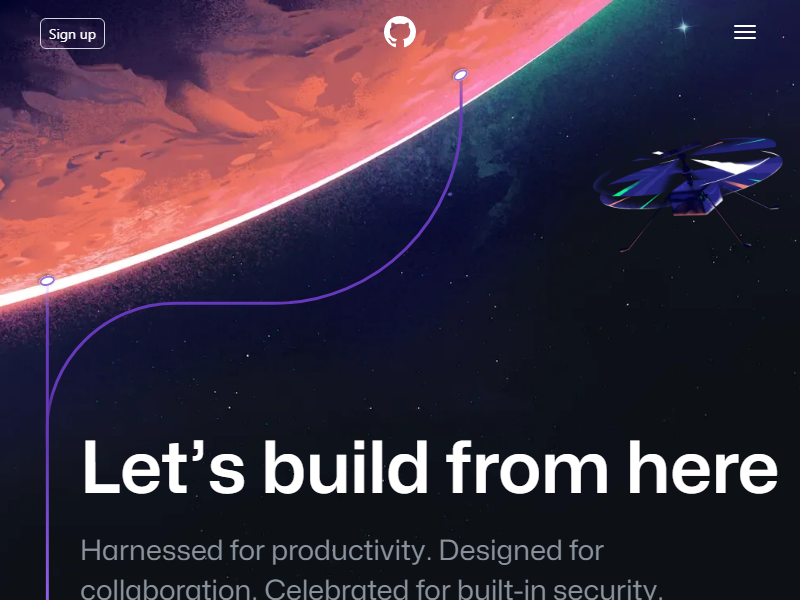 Sign up
Let’s build from here
Harnessed for productivity. Designed for
collaboration. Celebrated for built-in security.